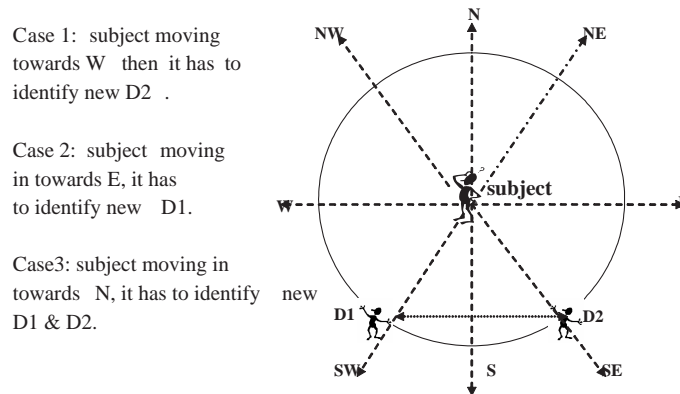 Case 1: subject moving
towards W then it has to
identify new D2 .
Case 2: subject moving
in towards E, it has
to identify new D1.
Case3: subject moving in
towards N, it has to identify new
D1 & D2.
N
NW
NE
subject
W
D1
D2
SW
S
SE